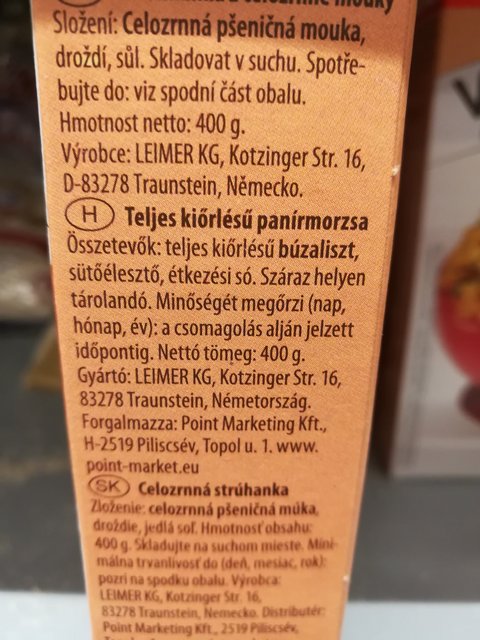 z celozrnné mouky
Složení: Celozrnná pšeničná mouka,
droždí, sůl. Skladovat v suchu. Spotře-
bujte do: viz spodní část obalu.
Hmotnost netto: 400 g.
Výrobce: LEIMER KG, Kotzinger Str. 16,
D-83278 Traunstein, Německo.
H Teljes kiőrlésű panírmorzsa
Összetevők: teljes kiőrlésű búzaliszt,
sütőélesztő, étkezési só. Száraz helyen
tárolandó. Minőségét megőrzi (nap,
hónap, év): a csomagolás alján jelzett
időpontig. Nettó tömeg: 400 g.
Gyártó: LEIMER KG, Kotzinger Str. 16,
83278 Traunstein, Németország.
Forgalmazza: Point Marketing Kft.,
H-2519 Piliscsév, Topol u. 1. www.
point-market.eu
SK Celozrnná strúhanka
Zloženie: celozrnná pšeničná múka,
droždie, jedlá soľ. Hmotnosť obsahu:
400 g. Skladujte na suchom mieste. Mini-
málna trvanlivosť do (deň, mesiac, rok):
pozri na spodku obalu. Výrobca:
LEIMER KG, Kotzinger Str. 16,
83278 Traunstein, Nemecko. Distributér:
Point Marketing Kft., 2519 Piliscsév,